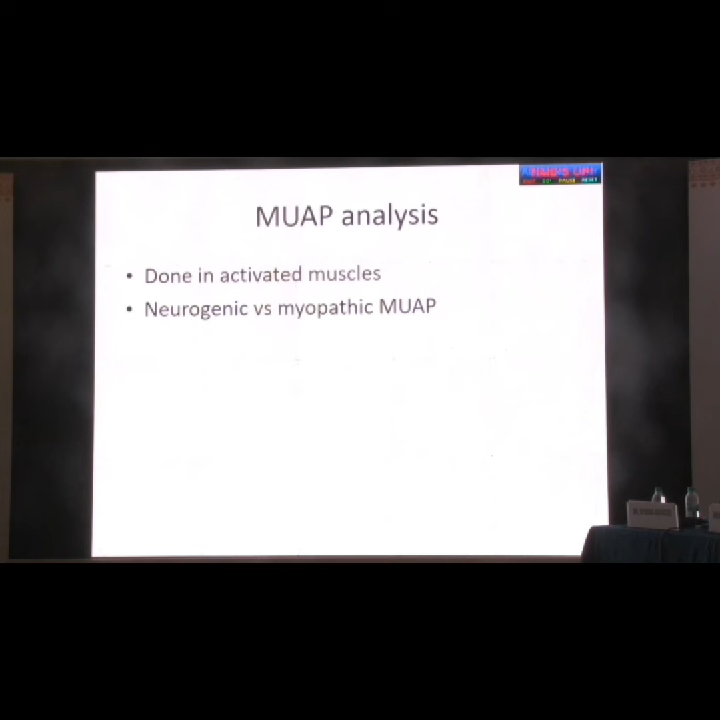 MUAP analysis
• Done in activated muscles
• Neurogenic vs myopathic MUAP